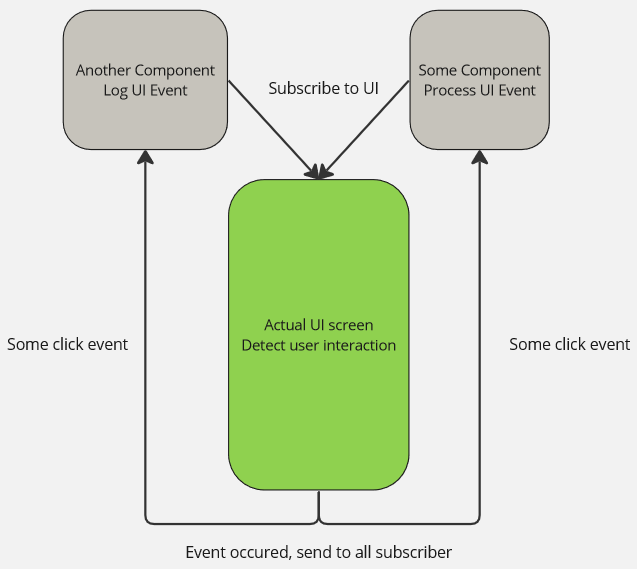 Another Component
Log UI Event
Subscribe to UI
Some Component
Process UI Event
Actual UI screen
Detect user interaction
Some click event
Some click event
Event occured, send to all subscriber